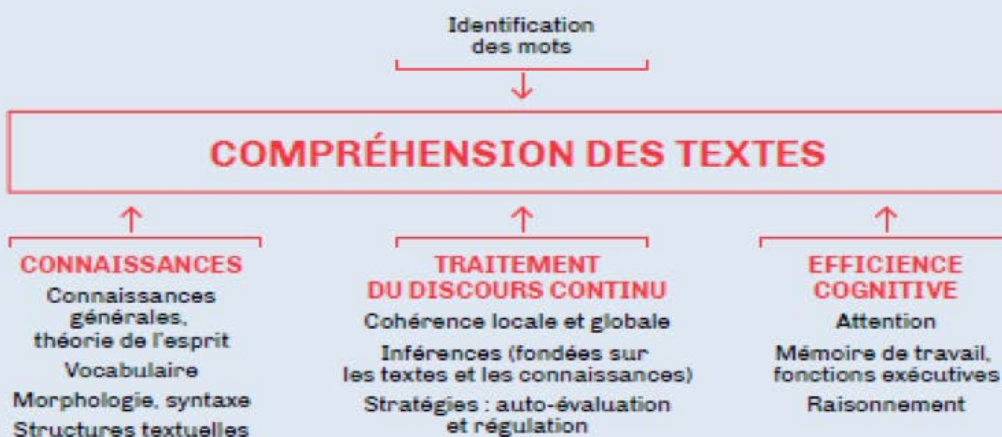 Identification
des mots
COMPRÉHENSION DES TEXTES
CONNAISSANCES
Connaissances
générales,
théorie de l'esprit
Vocabulaire
Morphologie, syntaxe
Structures textuelles
TRAITEMENT
DU DISCOURS CONTINU
Cohérence locale et globale
Inférences (fondées sur
les textes et les connaissances)
Stratégies : auto-évaluation
et régulation
EFFICIENCE
COGNITIVE
Attention
Mémoire de travail,
fonctions exécutives
Raisonnement